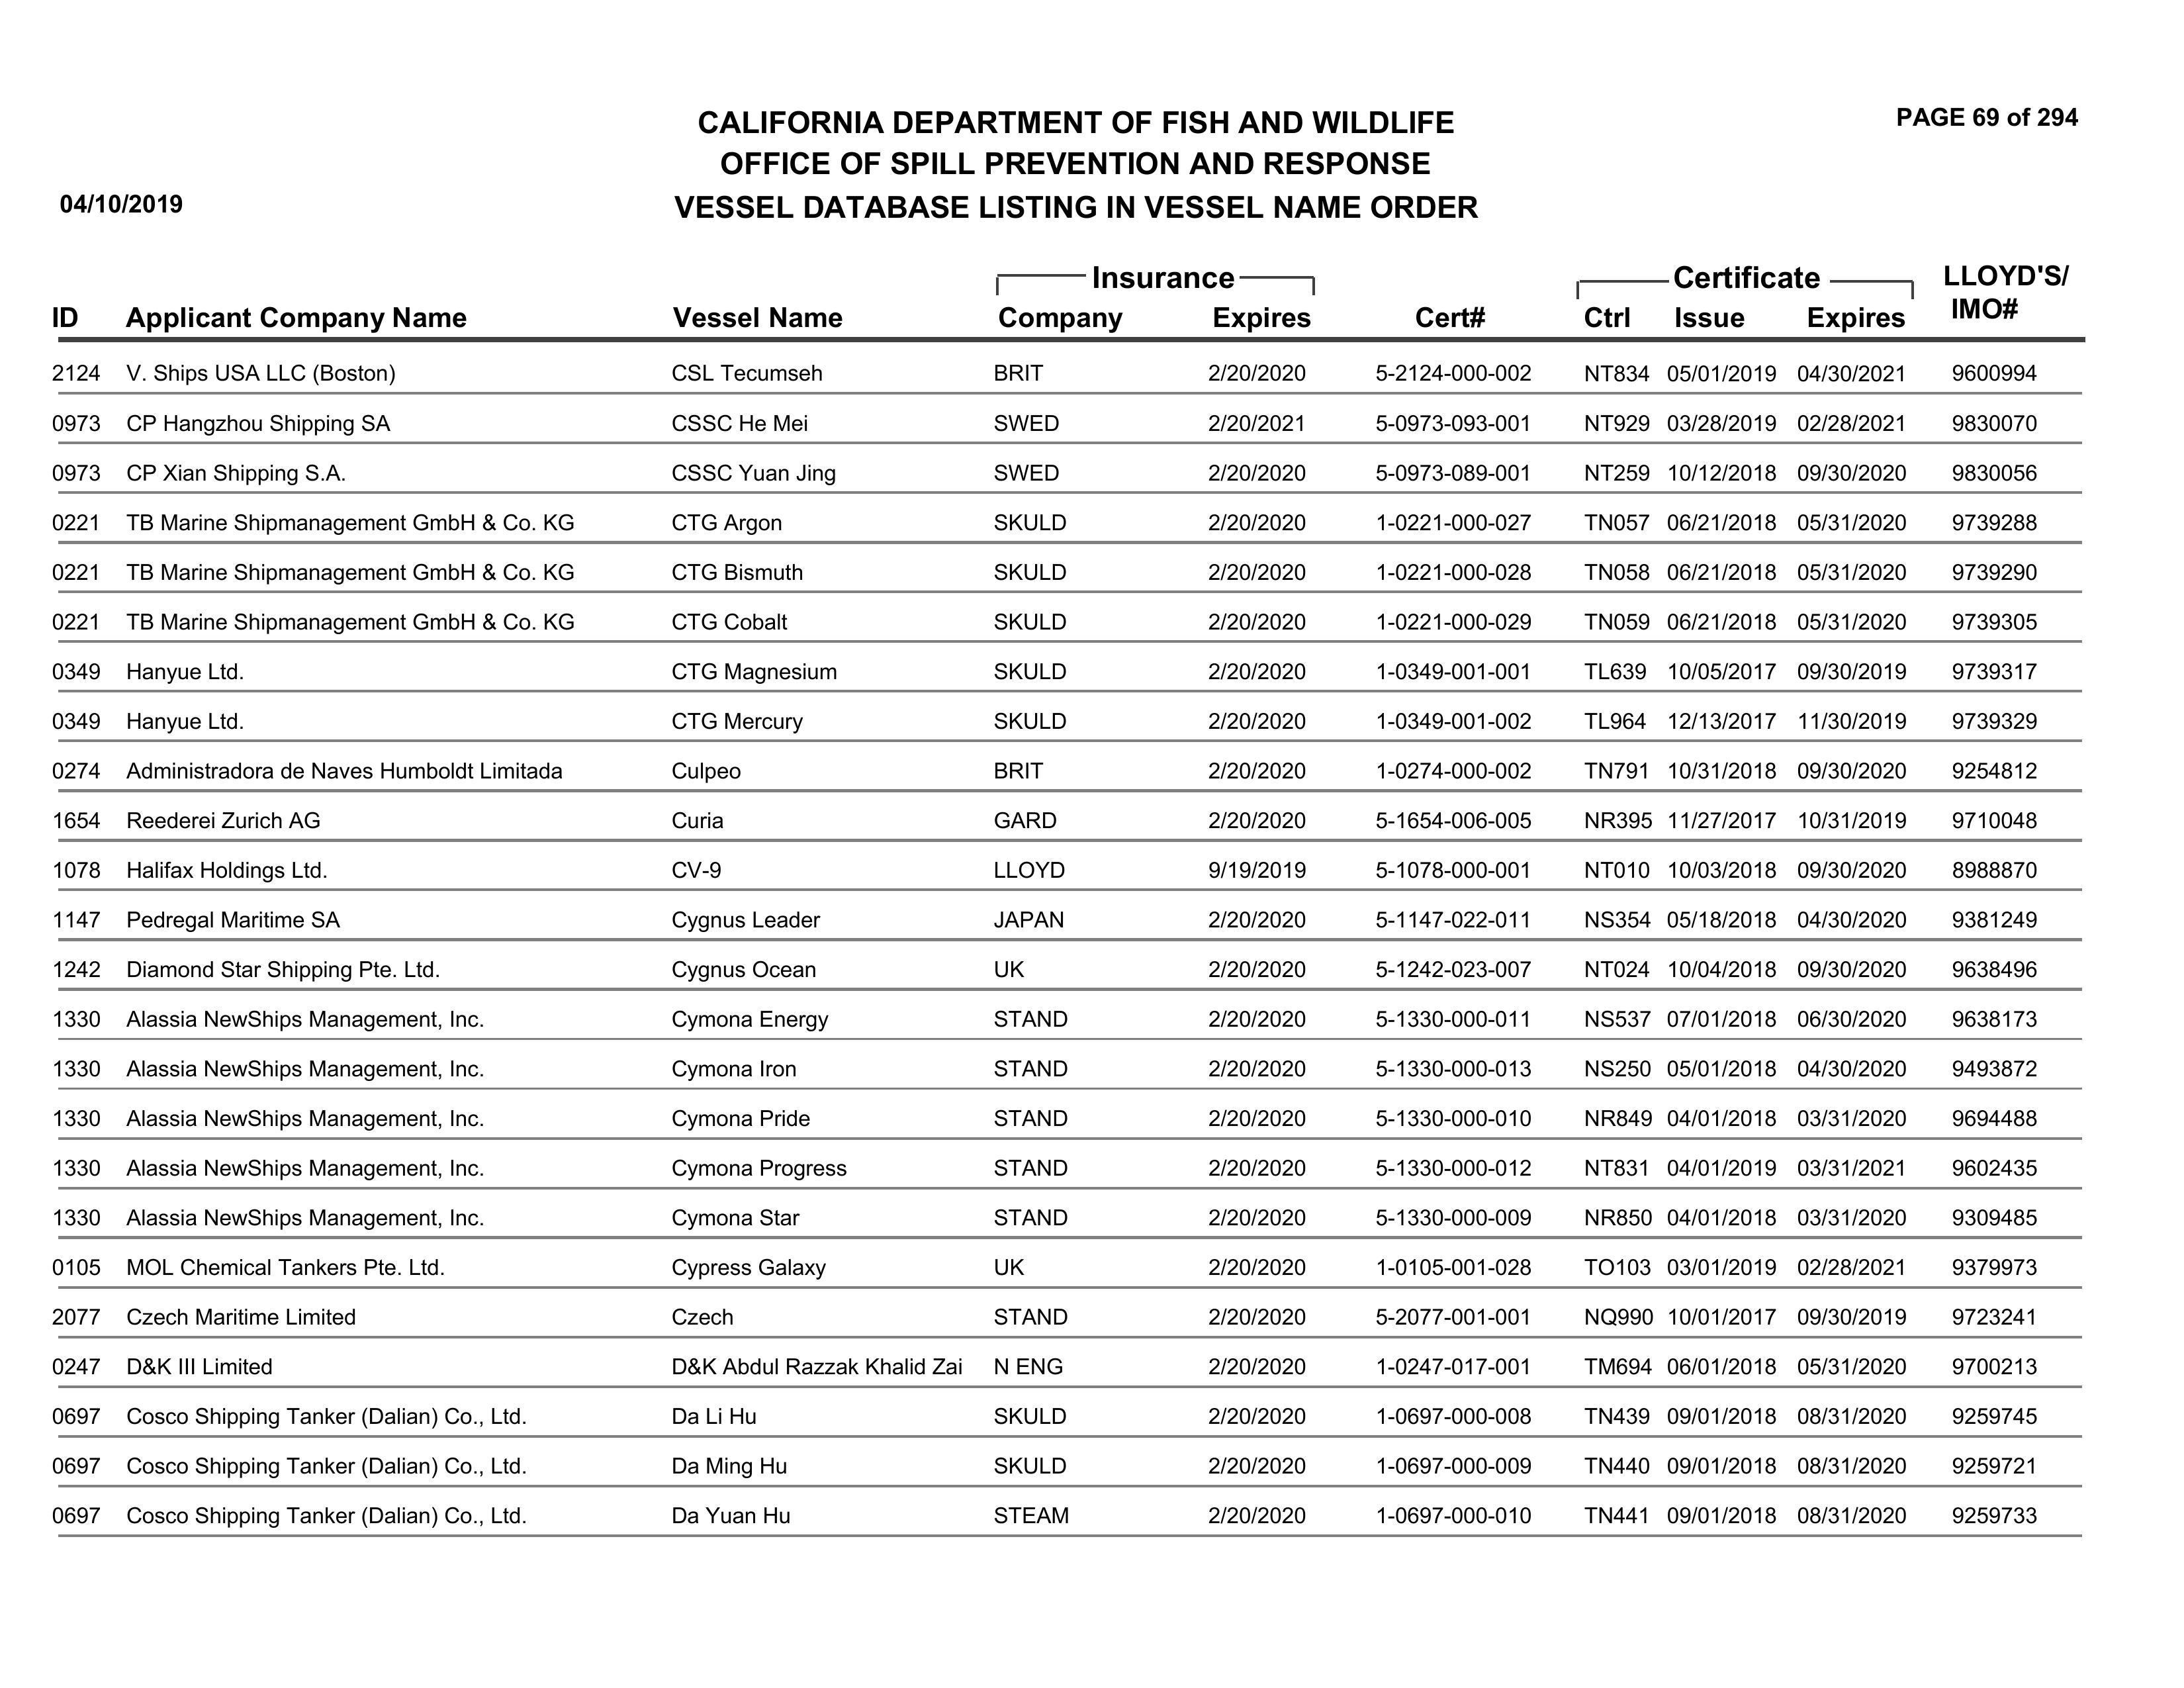 PAGE 69 of 294
CALIFORNIA DEPARTMENT OF FISH AND WILDLIFE
OFFICE OF SPILL PREVENTION AND RESPONSE
04/10/2019 VESSEL DATABASE LISTING IN VESSEL NAME ORDER
Insurance Certificate LLOYD'S/
ID Applicant Company Name Vessel Name Company Expires Cert# Ctrl Issue Expires IMO#
2124 V. Ships USA LLC (Boston) CSL Tecumseh BRIT 2/20/2020 5-2124-000-002 NT834 05/01/2019 04/30/2021 9600994
0973 CP Hangzhou Shipping SA CSSC He Mei SWED 2/20/2021 5-0973-093-001 NT929 03/28/2019 02/28/2021 9830070
0973 CP Xian Shipping S.A. CSSC Yuan Jing SWED 2/20/2020 5-0973-089-001 NT259 10/12/2018 09/30/2020 9830056
0221 TB Marine Shipmanagement GmbH & Co. KG CTG Argon SKULD 2/20/2020 1-0221-000-027 TN057 06/21/2018 05/31/2020 9739288
0221 TB Marine Shipmanagement GmbH & Co. KG CTG Bismuth SKULD 2/20/2020 1-0221-000-028 TN058 06/21/2018 05/31/2020 9739290
0221 TB Marine Shipmanagement GmbH & Co. KG CTG Cobalt SKULD 2/20/2020 1-0221-000-029 TN059 06/21/2018 05/31/2020 9739305
0349 Hanyue Ltd. CTG Magnesium SKULD 2/20/2020 1-0349-001-001 TL639 10/05/2017 09/30/2019 9739317
0349 Hanyue Ltd. CTG Mercury SKULD 2/20/2020 1-0349-001-002 TL964 12/13/2017 11/30/2019 9739329
0274 Administradora de Naves Humboldt Limitada Culpeo BRIT 2/20/2020 1-0274-000-002 TN791 10/31/2018 09/30/2020 9254812
1654 Reederei Zurich AG Curia GARD 2/20/2020 5-1654-006-005 NR395 11/27/2017 10/31/2019 9710048
1078 Halifax Holdings Ltd. CV-9 LLOYD 9/19/2019 5-1078-000-001 NT010 10/03/2018 09/30/2020 8988870
1147 Pedregal Maritime SA Cygnus Leader JAPAN 2/20/2020 5-1147-022-011 NS354 05/18/2018 04/30/2020 9381249
1242 Diamond Star Shipping Pte. Ltd. Cygnus Ocean UK 2/20/2020 5-1242-023-007 NT024 10/04/2018 09/30/2020 9638496
1330 Alassia NewShips Management, Inc. Cymona Energy STAND 2/20/2020 5-1330-000-011 NS537 07/01/2018 06/30/2020 9638173
1330 Alassia NewShips Management, Inc. Cymona Iron STAND 2/20/2020 5-1330-000-013 NS250 05/01/2018 04/30/2020 9493872
1330 Alassia NewShips Management, Inc. Cymona Pride STAND 2/20/2020 5-1330-000-010 NR849 04/01/2018 03/31/2020 9694488
1330 Alassia NewShips Management, Inc. Cymona Progress STAND 2/20/2020 5-1330-000-012 NT831 04/01/2019 03/31/2021 9602435
1330 Alassia NewShips Management, Inc. Cymona Star STAND 2/20/2020 5-1330-000-009 NR850 04/01/2018 03/31/2020 9309485
0105 MOL Chemical Tankers Pte. Ltd. Cypress Galaxy UK 2/20/2020 1-0105-001-028 TO103 03/01/2019 02/28/2021 9379973
2077 Czech Maritime Limited Czech STAND 2/20/2020 5-2077-001-001 NQ990 10/01/2017 09/30/2019 9723241
0247 D&K III Limited D&K Abdul Razzak Khalid Zai N ENG 2/20/2020 1-0247-017-001 TM694 06/01/2018 05/31/2020 9700213
0697 Cosco Shipping Tanker (Dalian) Co., Ltd. Da Li Hu SKULD 2/20/2020 1-0697-000-008 TN439 09/01/2018 08/31/2020 9259745
0697 Cosco Shipping Tanker (Dalian) Co., Ltd. Da Ming Hu SKULD 2/20/2020 1-0697-000-009 TN440 09/01/2018 08/31/2020 9259721
0697 Cosco Shipping Tanker (Dalian) Co., Ltd. Da Yuan Hu STEAM 2/20/2020 1-0697-000-010 TN441 09/01/2018 08/31/2020 9259733